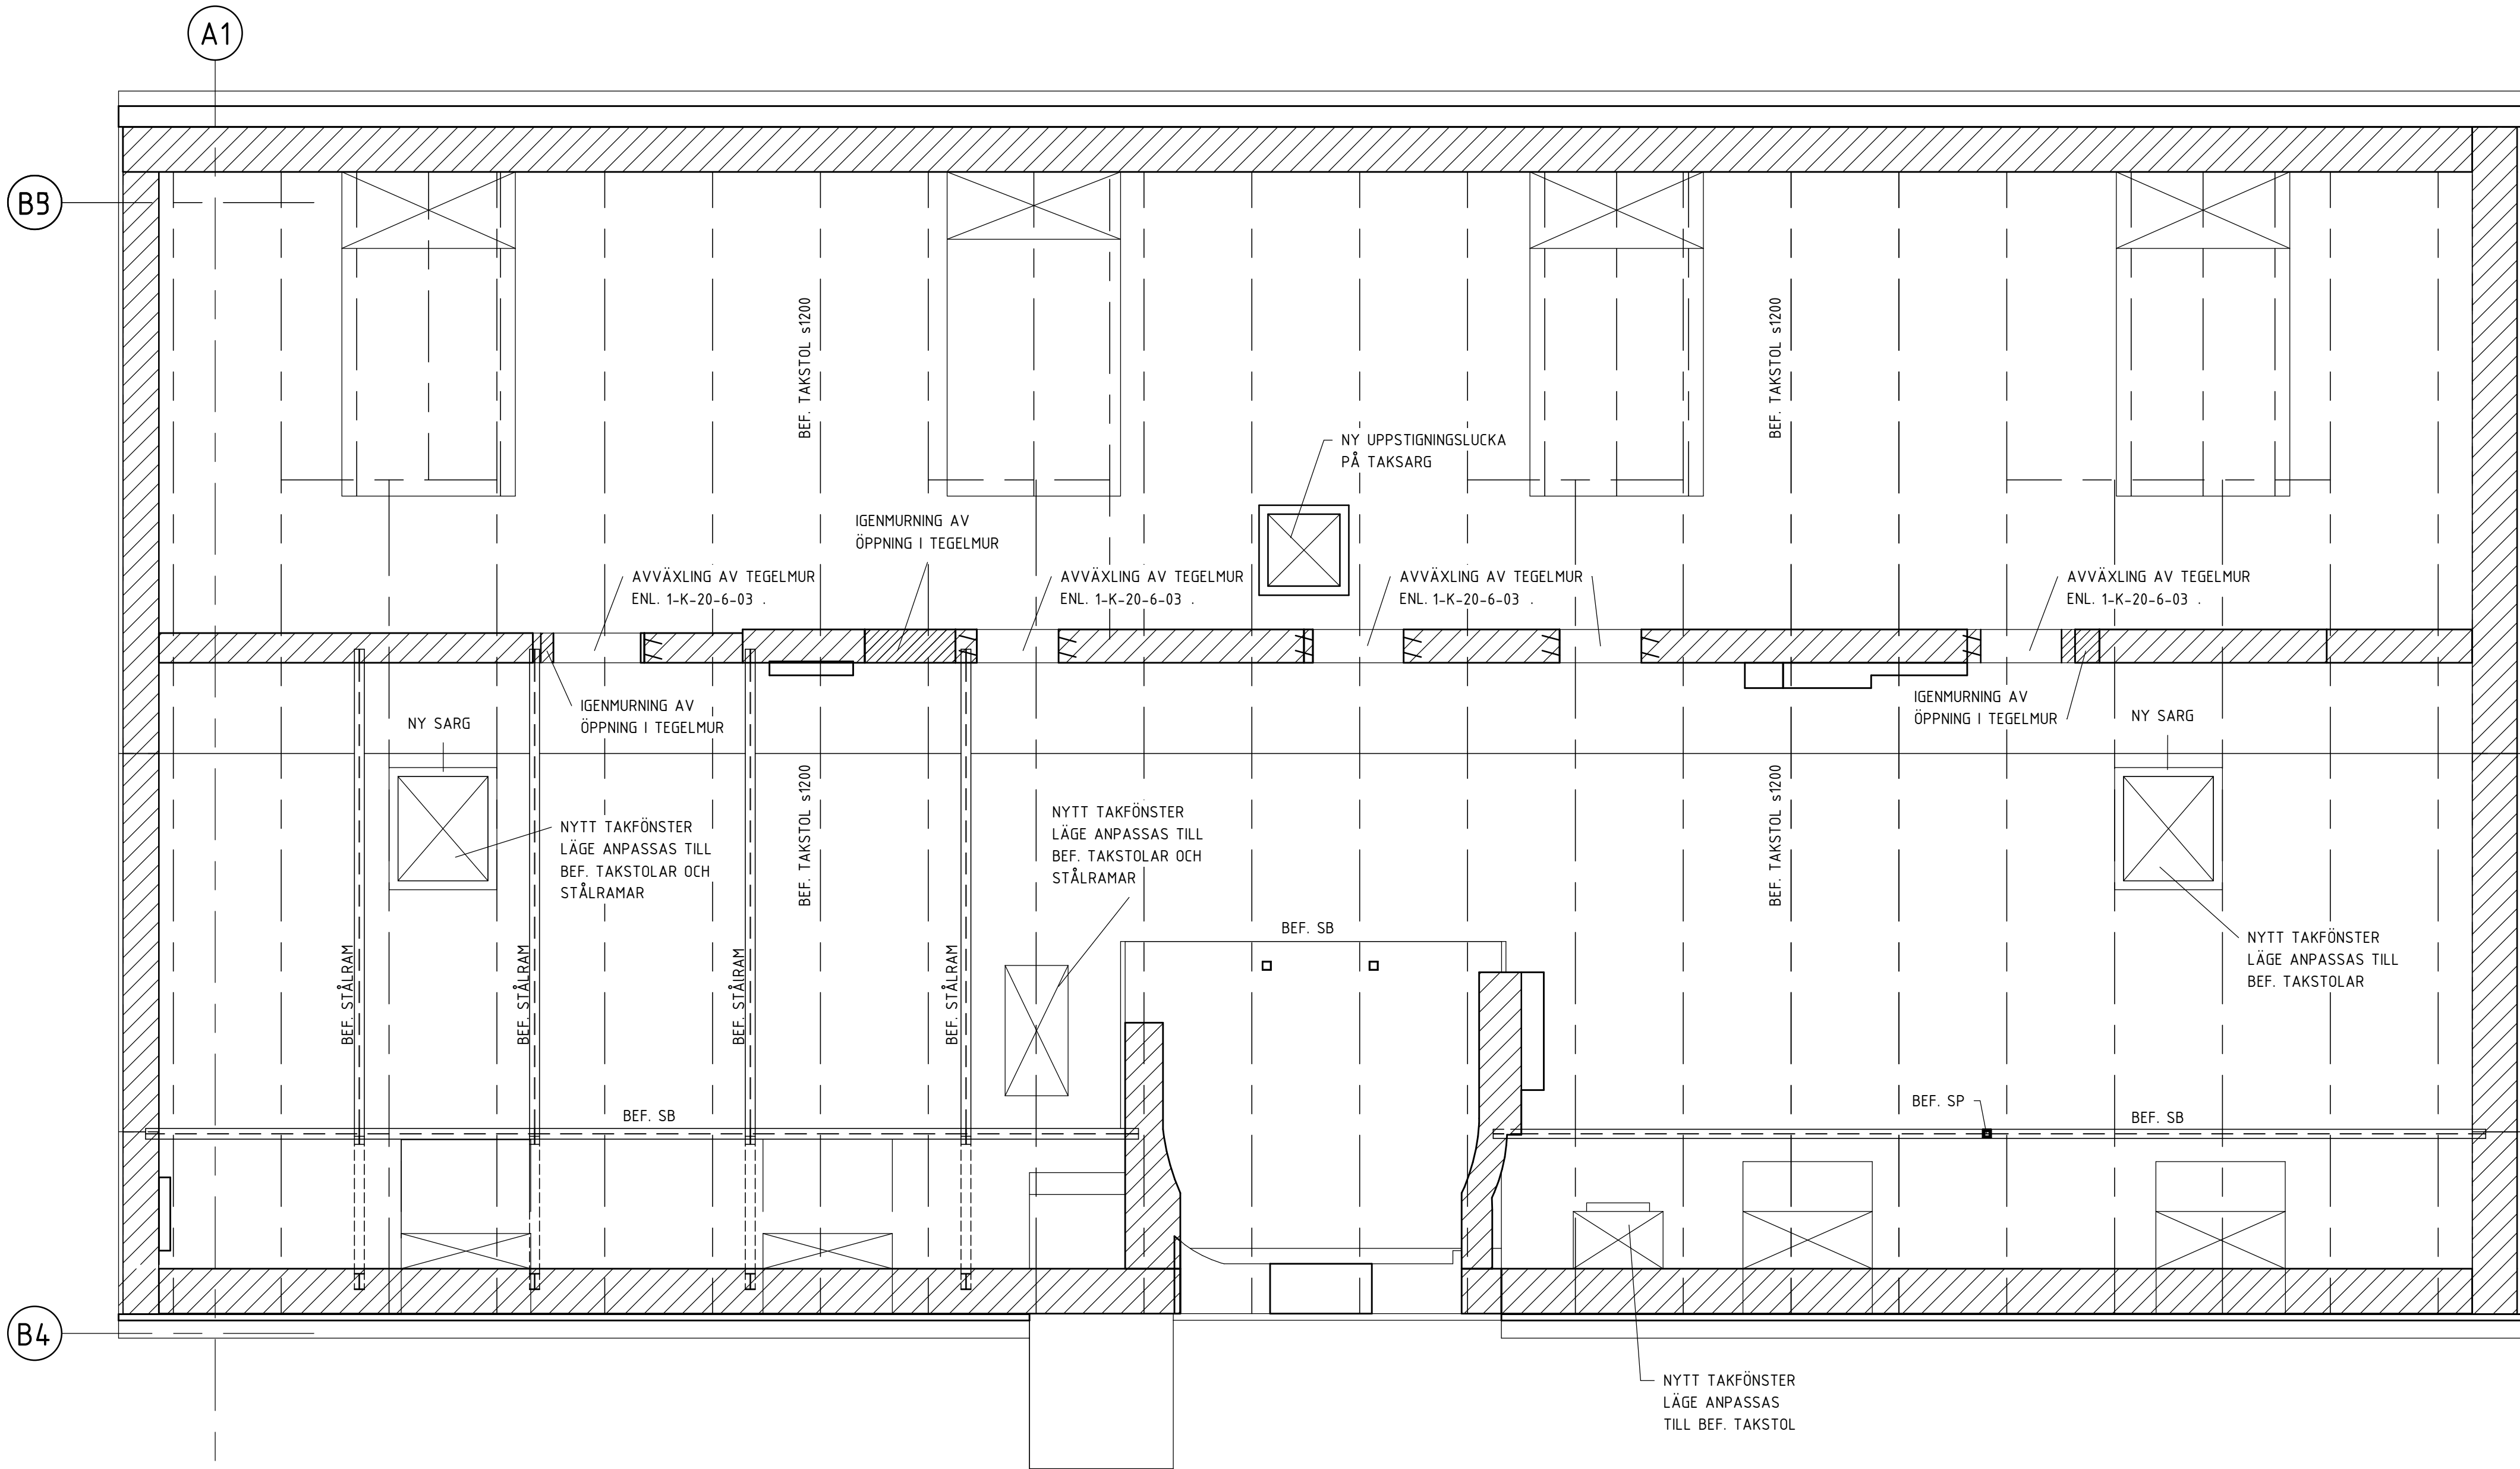 A1
B3
BEF. TAKSTOL s1200
BEF. TAKSTOL s1200
NY UPPSTIGNINGSLUCKA
PÅ TAKSARG
IGENMURNING AV
ÖPPNING I TEGELMUR
AVVÄXLING AV TEGELMUR
ENL. 1-K-20-6-03 .
AVVÄXLING AV TEGELMUR
ENL. 1-K-20-6-03 .
AVVÄXLING AV TEGELMUR
ENL. 1-K-20-6-03 .
AVVÄXLING AV TEGELMUR
ENL. 1-K-20-6-03 .
IGENMURNING AV
ÖPPNING I TEGELMUR
IGENMURNING AV
ÖPPNING I TEGELMUR
NY SARG
NY SARG
BEF. TAKSTOL s1200
BEF. TAKSTOL s1200
NYTT TAKFÖNSTER
LÄGE ANPASSAS TILL
BEF. TAKSTOLAR OCH
STÅLRAMAR
NYTT TAKFÖNSTER
LÄGE ANPASSAS TILL
BEF. TAKSTOLAR OCH
STÅLRAMAR
BEF. SB
NYTT TAKFÖNSTER
LÄGE ANPASSAS TILL
BEF. TAKSTOLAR
BEF. STÅLRAM
BEF. STÅLRAM
BEF. STÅLRAM
BEF. STÅLRAM
BEF. SB
BEF. SP
BEF. SB
B4
NYTT TAKFÖNSTER
LÄGE ANPASSAS
TILL BEF. TAKSTOL